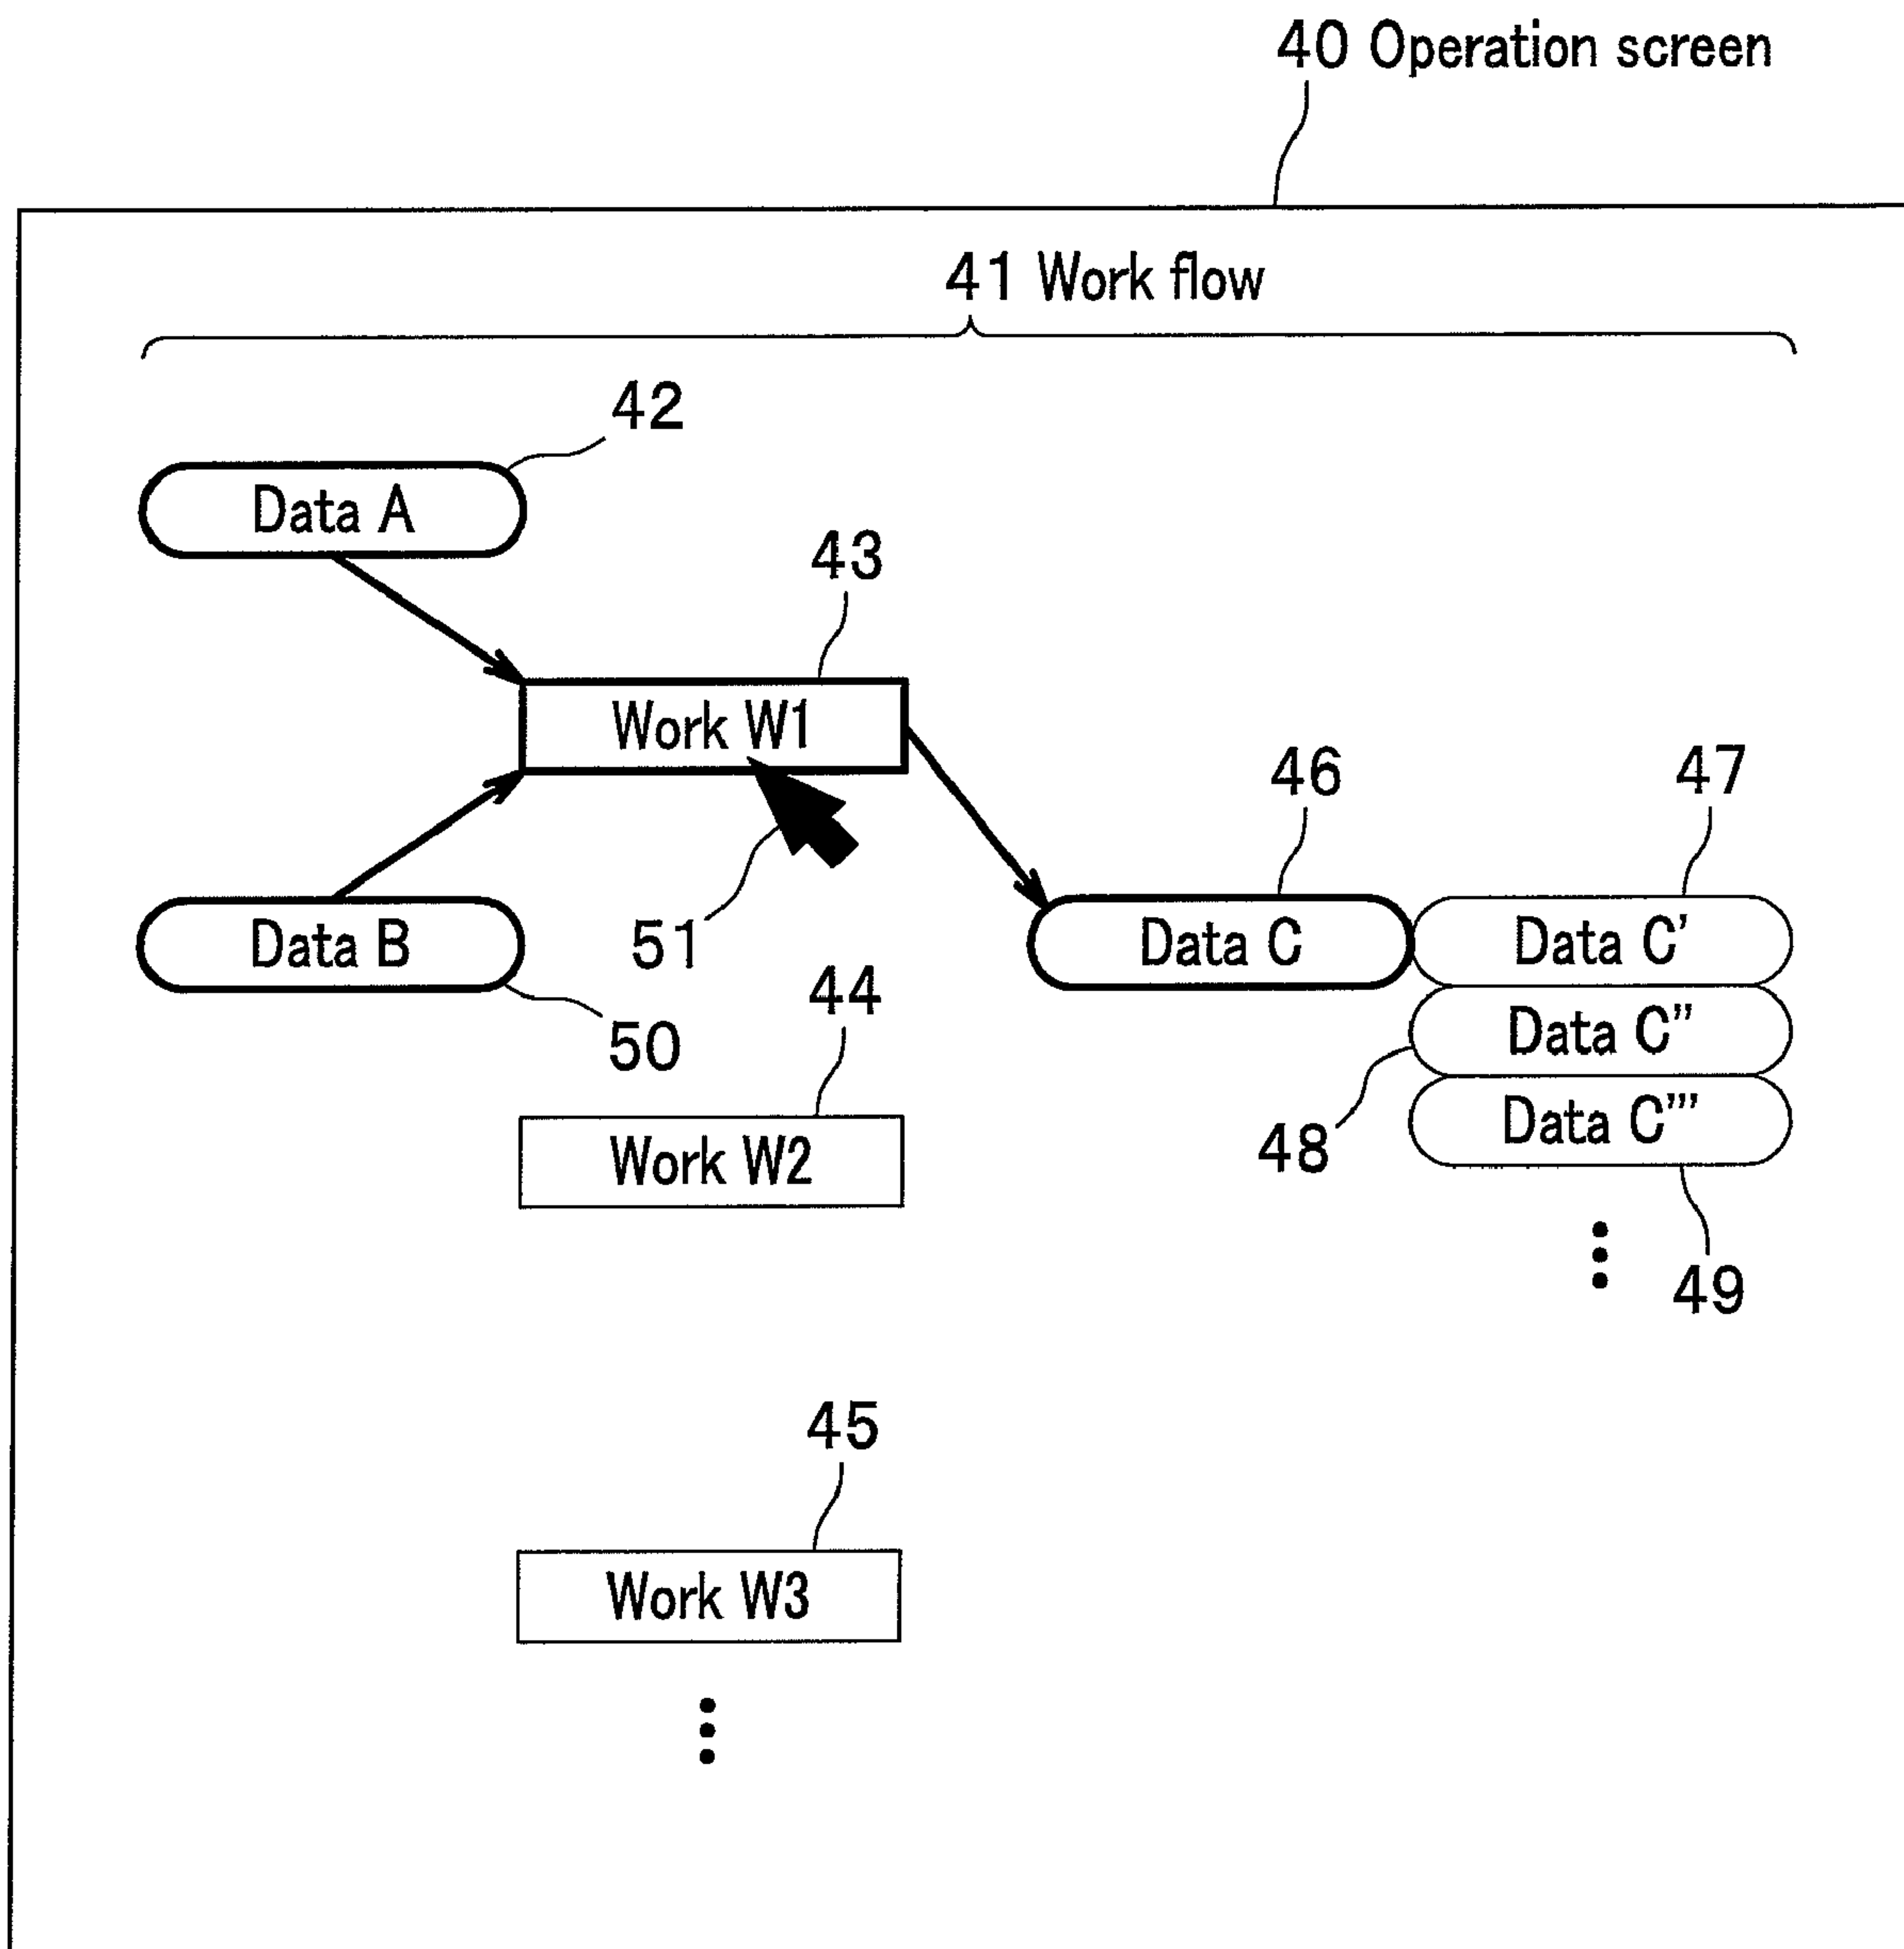 40 Operation screen
41 Work flow
42
Data A
43
Work W1
46
47
Data B
51
Data C
Data C'
50
44
Data C"
48
Work W2
Data C"'
49
45
Work W3